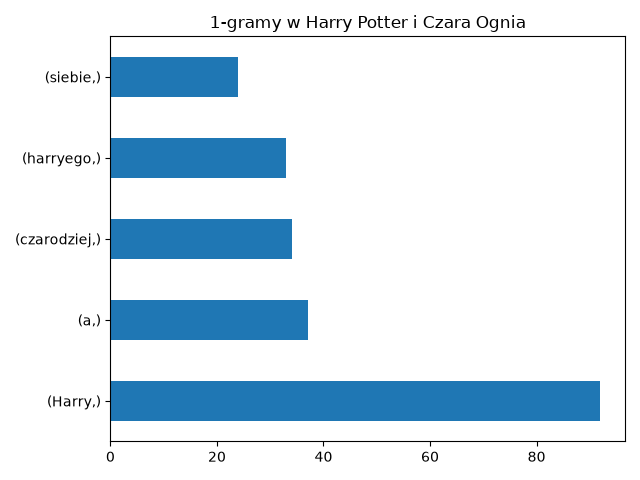 1-gramy w Harry Potter i Czara Ognia
(siebie,)
(harryego,)
(czarodziej,)
(a,)
(Harry,)
0 20 40 60 80